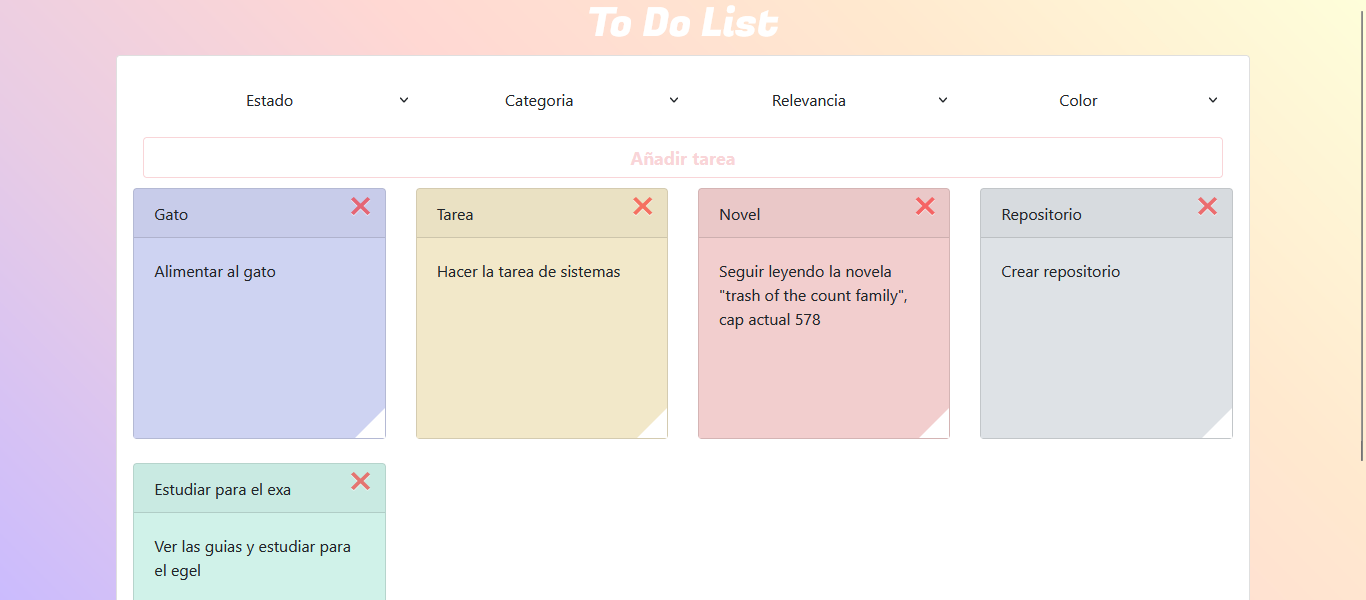 To Do List
Estado
Categoria
Relevancia
Color
Añadir tarea
Gato
Alimentar al gato
Tarea
Hacer la tarea de sistemas
Novel
Seguir leyendo la novela
"trash of the count family",
cap actual 578
Repositorio
Crear repositorio
Estudiar para el exa
Ver las guias y estudiar para
el egel